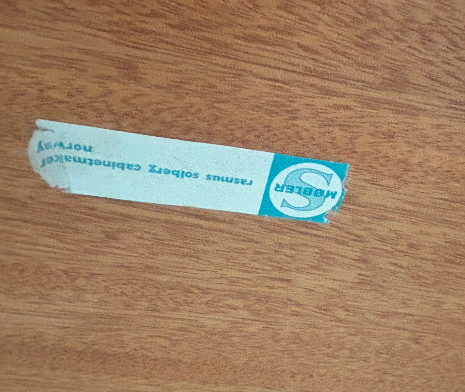 S
MØBLER
rasmus solberg cabinetmaker
norway